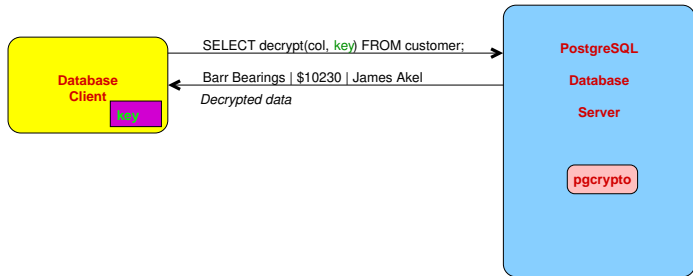 SELECT decrypt(col, key) FROM customer;
Barr Bearings | $10230 | James Akel
Decrypted data
Database
Client
key
PostgreSQL
Database
Server
pgcrypto